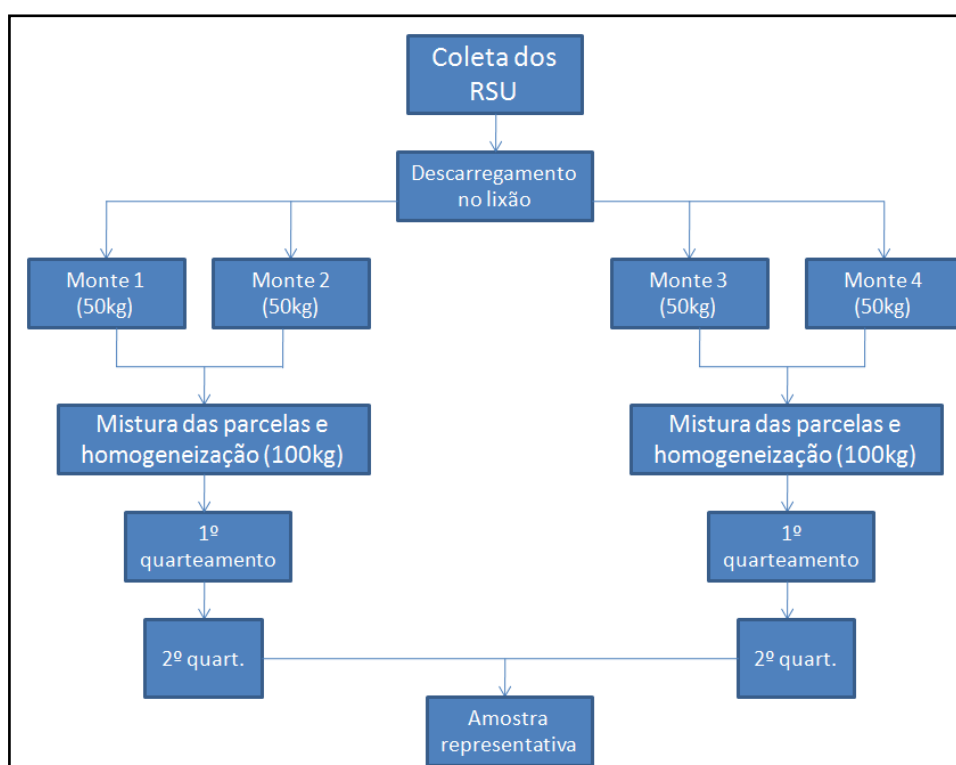 Coleta dos
RSU
Descarregamento
no lixão
Monte 1
(50kg)
Monte 2
(50kg)
Monte 3
(50kg)
Monte 4
(50kg)
Mistura das parcelas e
homogeneização (100kg)
Mistura das parcelas e
homogeneização (100kg)
1º
quarteamento
1º
quarteamento
2º quart.
2º quart.
Amostra
representativa